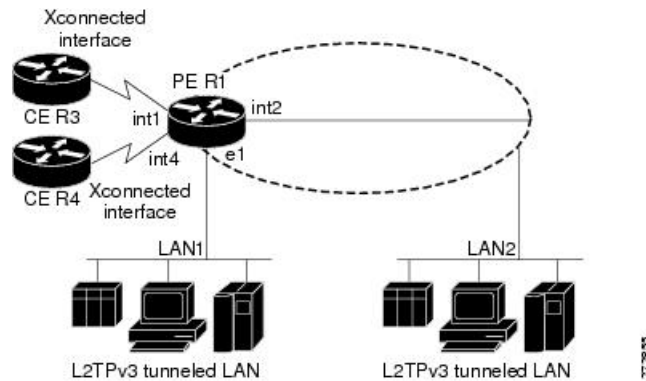 Xconnected
interface
PE R1
int2
CE R3
int1
int4
e1
CE R4
Xconnected
interface
LAN1
LAN2
L2TPv3 tunneled LAN
L2TPv3 tunneled LAN